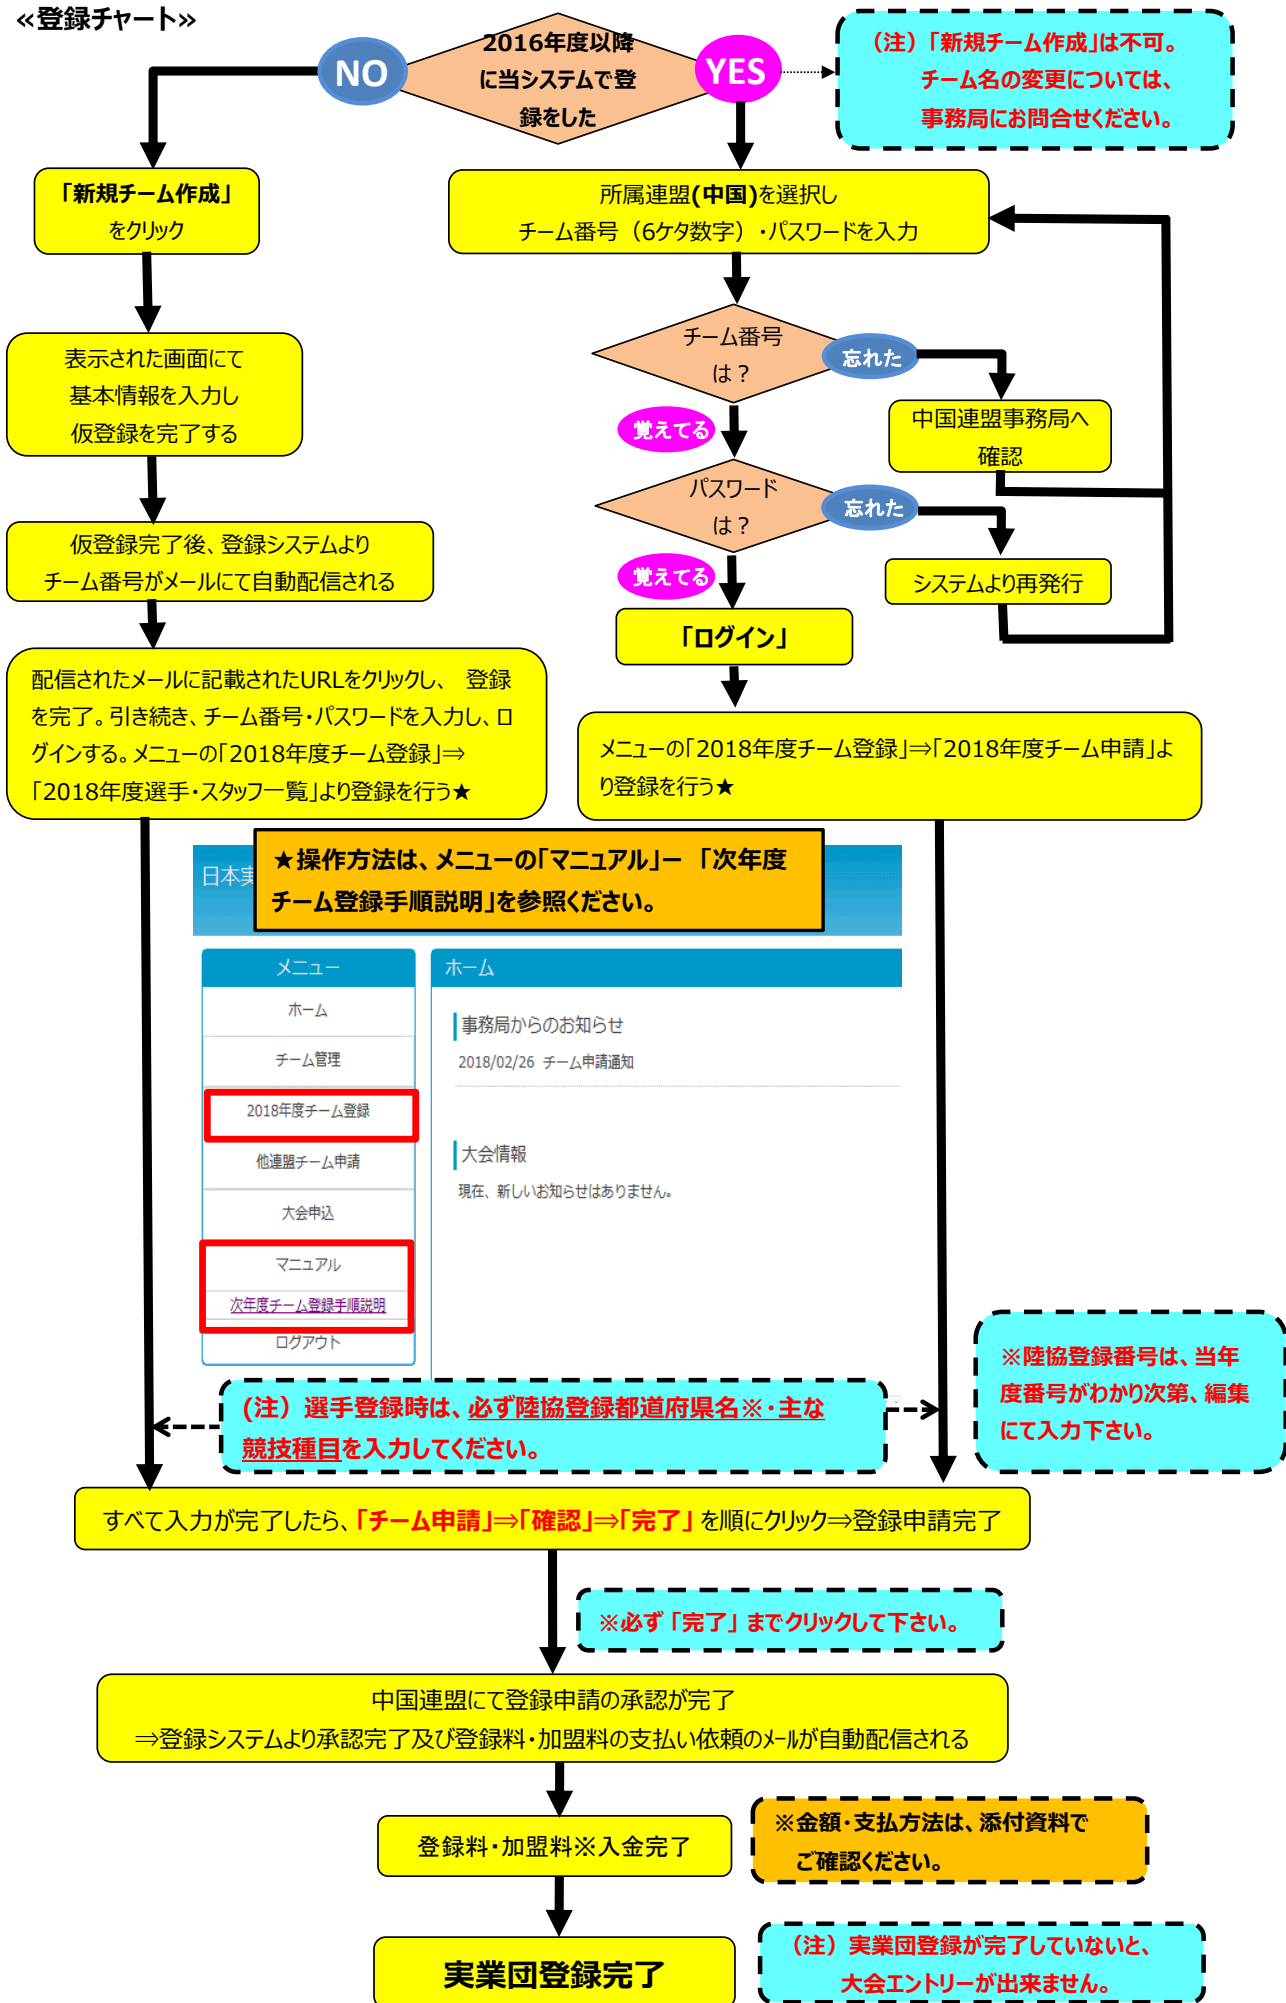 ≪登録チャート≫
2016年度以降
に当システムで登
録をした
NO
YES
（注）「新規チーム作成」は不可。
チーム名の変更については、
事務局にお問合せください。
「新規チーム作成」
をクリック
所属連盟(中国)を選択し
チーム番号（6ケタ数字）・パスワードを入力
チーム番号
は？
忘れた
表示された画面にて
基本情報を入力し
仮登録を完了する
中国連盟事務局へ
確認
覚えてる
パスワード
は？
忘れた
仮登録完了後、登録システムより
チーム番号がメールにて自動配信される
覚えてる
システムより再発行
「ログイン」
配信されたメールに記載されたURLをクリックし、 登録
を完了。引き続き、チーム番号・パスワードを入力し、ロ
グインする。メニューの「2018年度チーム登録」⇒
「2018年度選手・スタッフ一覧」より登録を行う★
メニューの「2018年度チーム登録」⇒「2018年度チーム申請」よ
り登録を行う★
日本実
★操作方法は、メニューの「マニュアル」－ 「次年度
チーム登録手順説明」を参照ください。
メニュー
ホーム
チーム管理
2018年度チーム登録
他連盟チーム申請
大会申込
マニュアル
次年度チーム登録手順説明
ログアウト
ホーム
事務局からのお知らせ
2018/02/26 チーム申請通知
大会情報
現在、新しいお知らせはありません。
※陸協登録番号は、当年
度番号がわかり次第、編集
にて入力下さい。
(注） 選手登録時は、必ず陸協登録都道府県名※・主な
競技種目を入力してください。
すべて入力が完了したら、「チーム申請」⇒「確認」⇒「完了」を順にクリック⇒登録申請完了
※必ず「完了」までクリックして下さい。
中国連盟にて登録申請の承認が完了
⇒登録システムより承認完了及び登録料・加盟料の支払い依頼のメールが自動配信される
登録料・加盟料※入金完了
※金額・支払方法は、添付資料で
ご確認ください。
実業団登録完了
（注） 実業団登録が完了していないと、
大会エントリーが出来ません。